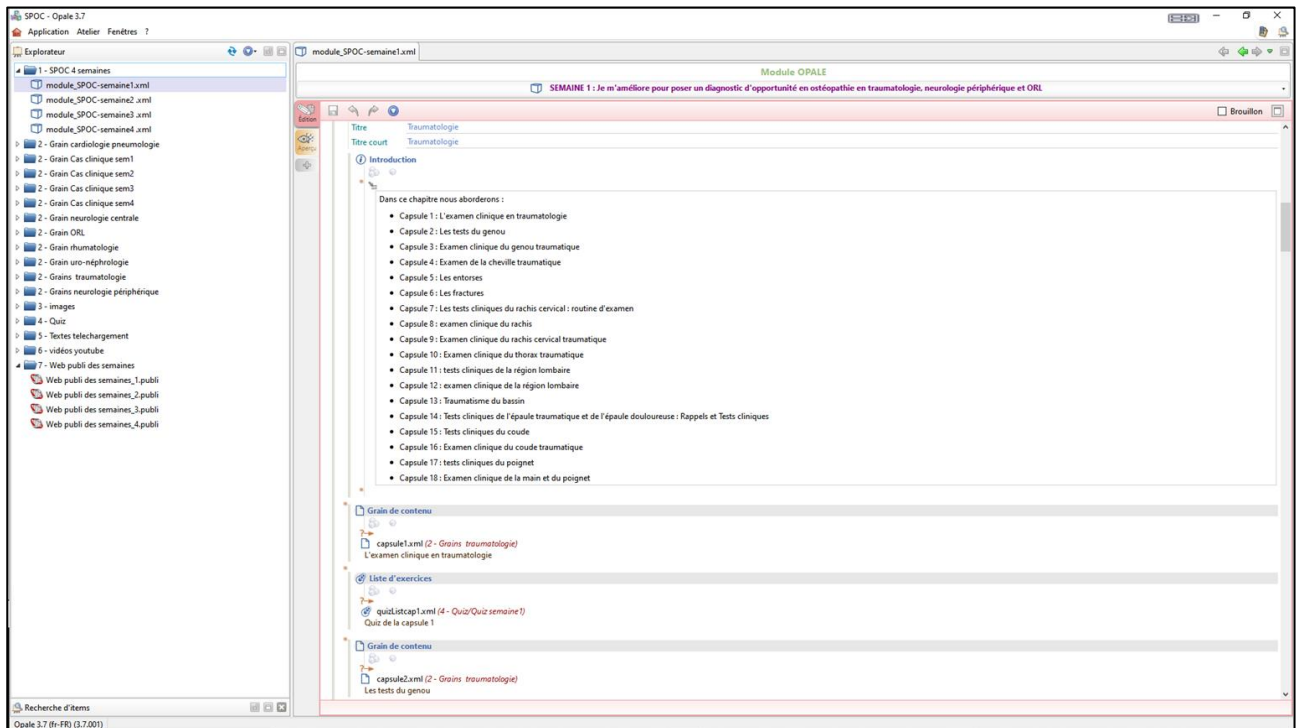 SPOC - Opale 3.7
Application Atelier Fenêtres ?
Explorateur
1 - SPOC 4 semaines
module_SPOC-semaine1.xml
module_SPOC-semaine2 .xml
module_SPOC-semaine3 .xml
module_SPOC-semaine4 .xml
2 - Grain cardiologie pneumologie
2 - Grain Cas clinique sem1
2 - Grain Cas clinique sem2
2 - Grain Cas clinique sem3
2 - Grain Cas clinique sem4
2 - Grain neurologie centrale
2 - Grain ORL
2 - Grain rhumatologie
2 - Grain uro-néphrologie
2 - Grains traumatologie
2 - Grains neurologie périphérique
3 - images
4 - Quiz
5 - Textes telechargement
6 - vidéos youtube
7 - Web publi des semaines
Web publi des semaines_1.publi
Web publi des semaines_2.publi
Web publi des semaines_3.publi
Web publi des semaines_4.publi
Recherche d'items
Opale 3.7 (fr-FR) (3.7.001)
module_SPOC-semaine1.xml
Module OPALE
SEMAINE 1 : Je m'améliore pour poser un diagnostic d'opportunité en ostéopathie en traumatologie, neurologie périphérique et ORL
Édition
Aperçu
Brouillon
Titre Traumatologie
Titre court Traumatologie
Introduction
Dans ce chapitre nous aborderons :
• Capsule 1 : L'examen clinique en traumatologie
• Capsule 2 : Les tests du genou
• Capsule 3 : Examen clinique du genou traumatique
• Capsule 4 : Examen de la cheville traumatique
• Capsule 5 : Les entorses
• Capsule 6 : Les fractures
• Capsule 7 : Les tests cliniques du rachis cervical : routine d'examen
• Capsule 8 : examen clinique du rachis
• Capsule 9 : Examen clinique du rachis cervical traumatique
• Capsule 10 : Examen clinique du thorax traumatique
• Capsule 11 : tests cliniques de la région lombaire
• Capsule 12 : examen clinique de la région lombaire
• Capsule 13 : Traumatisme du bassin
• Capsule 14 : Tests cliniques de l'épaule traumatique et de l'épaule douloureuse : Rappels et Tests cliniques
• Capsule 15 : Tests cliniques du coude
• Capsule 16 : Examen clinique du coude traumatique
• Capsule 17 : tests cliniques du poignet
• Capsule 18 : Examen clinique de la main et du poignet
Grain de contenu
capsule1.xml (2 - Grains traumatologie)
L'examen clinique en traumatologie
Liste d'exercices
quizListcap1.xml (4 - Quiz/Quiz semaine1)
Quiz de la capsule 1
Grain de contenu
capsule2.xml (2 - Grains traumatologie)
Les tests du genou